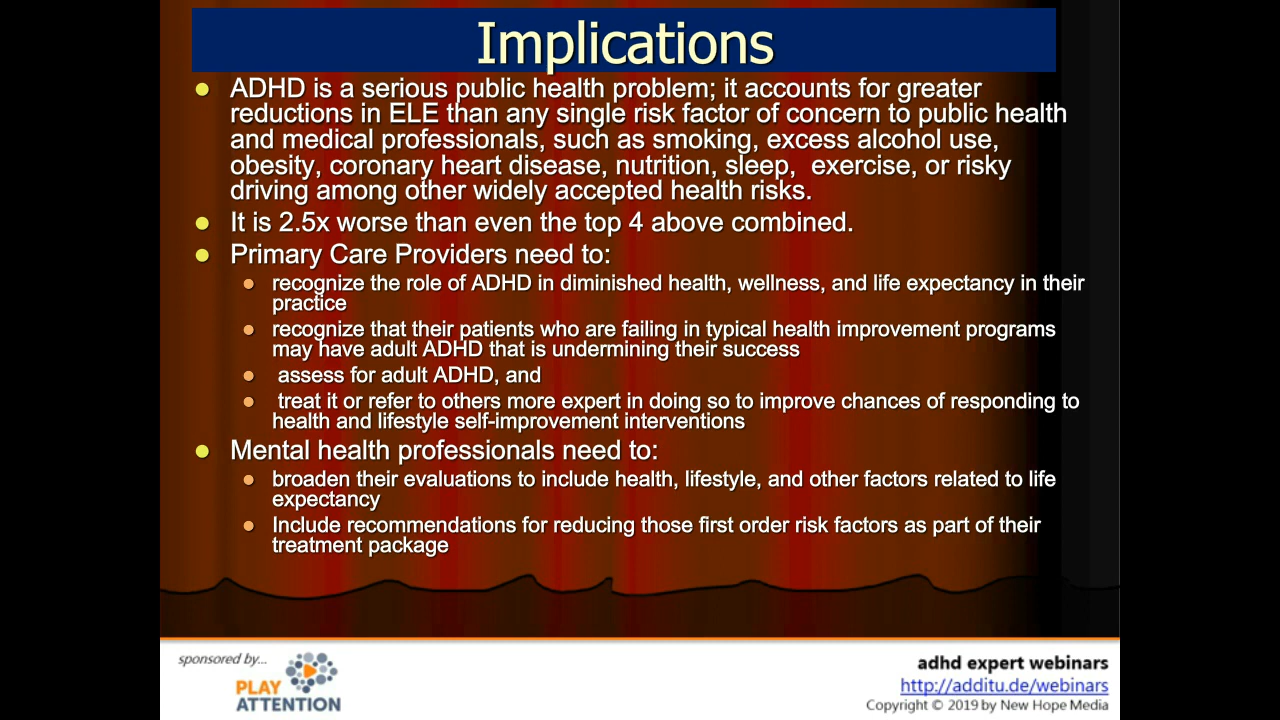 Implications
ADHD is a serious public health problem; it accounts for greater
reductions in ELE than any single risk factor of concern to public health
and medical professionals, such as smoking, excess alcohol use,
obesity, coronary heart disease, nutrition, sleep,  exercise, or risky
driving among other widely accepted health risks.
It is 2.5x worse than even the top 4 above combined.
Primary Care Providers need to:
recognize the role of ADHD in diminished health, wellness, and life expectancy in their
practice
recognize that their patients who are failing in typical health improvement programs
may have adult ADHD that is undermining their success
assess for adult ADHD, and
treat it or refer to others more expert in doing so to improve chances of responding to
health and lifestyle self-improvement interventions
Mental health professionals need to:
broaden their evaluations to include health, lifestyle, and other factors related to life
expectancy
Include recommendations for reducing those first order risk factors as part of their
treatment package
sponsored by...
PLAY
ATTENTION
adhd expert webinars
http://additu.de/webinars
Copyright © 2019 by New Hope Media